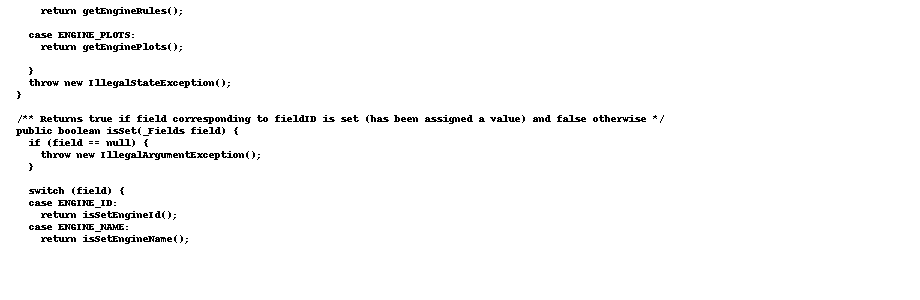 return getEngineRules();
case ENGINE_PLOTS:
return getEnginePlots();
}
throw new IllegalStateException();
}
/** Returns true if field corresponding to fieldID is set (has been assigned a value) and false otherwise */
public boolean isSet(_Fields field) {
if (field == null) {
throw new IllegalArgumentException();
}
switch (field) {
case ENGINE_ID:
return isSetEngineId();
case ENGINE_NAME:
return isSetEngineName();